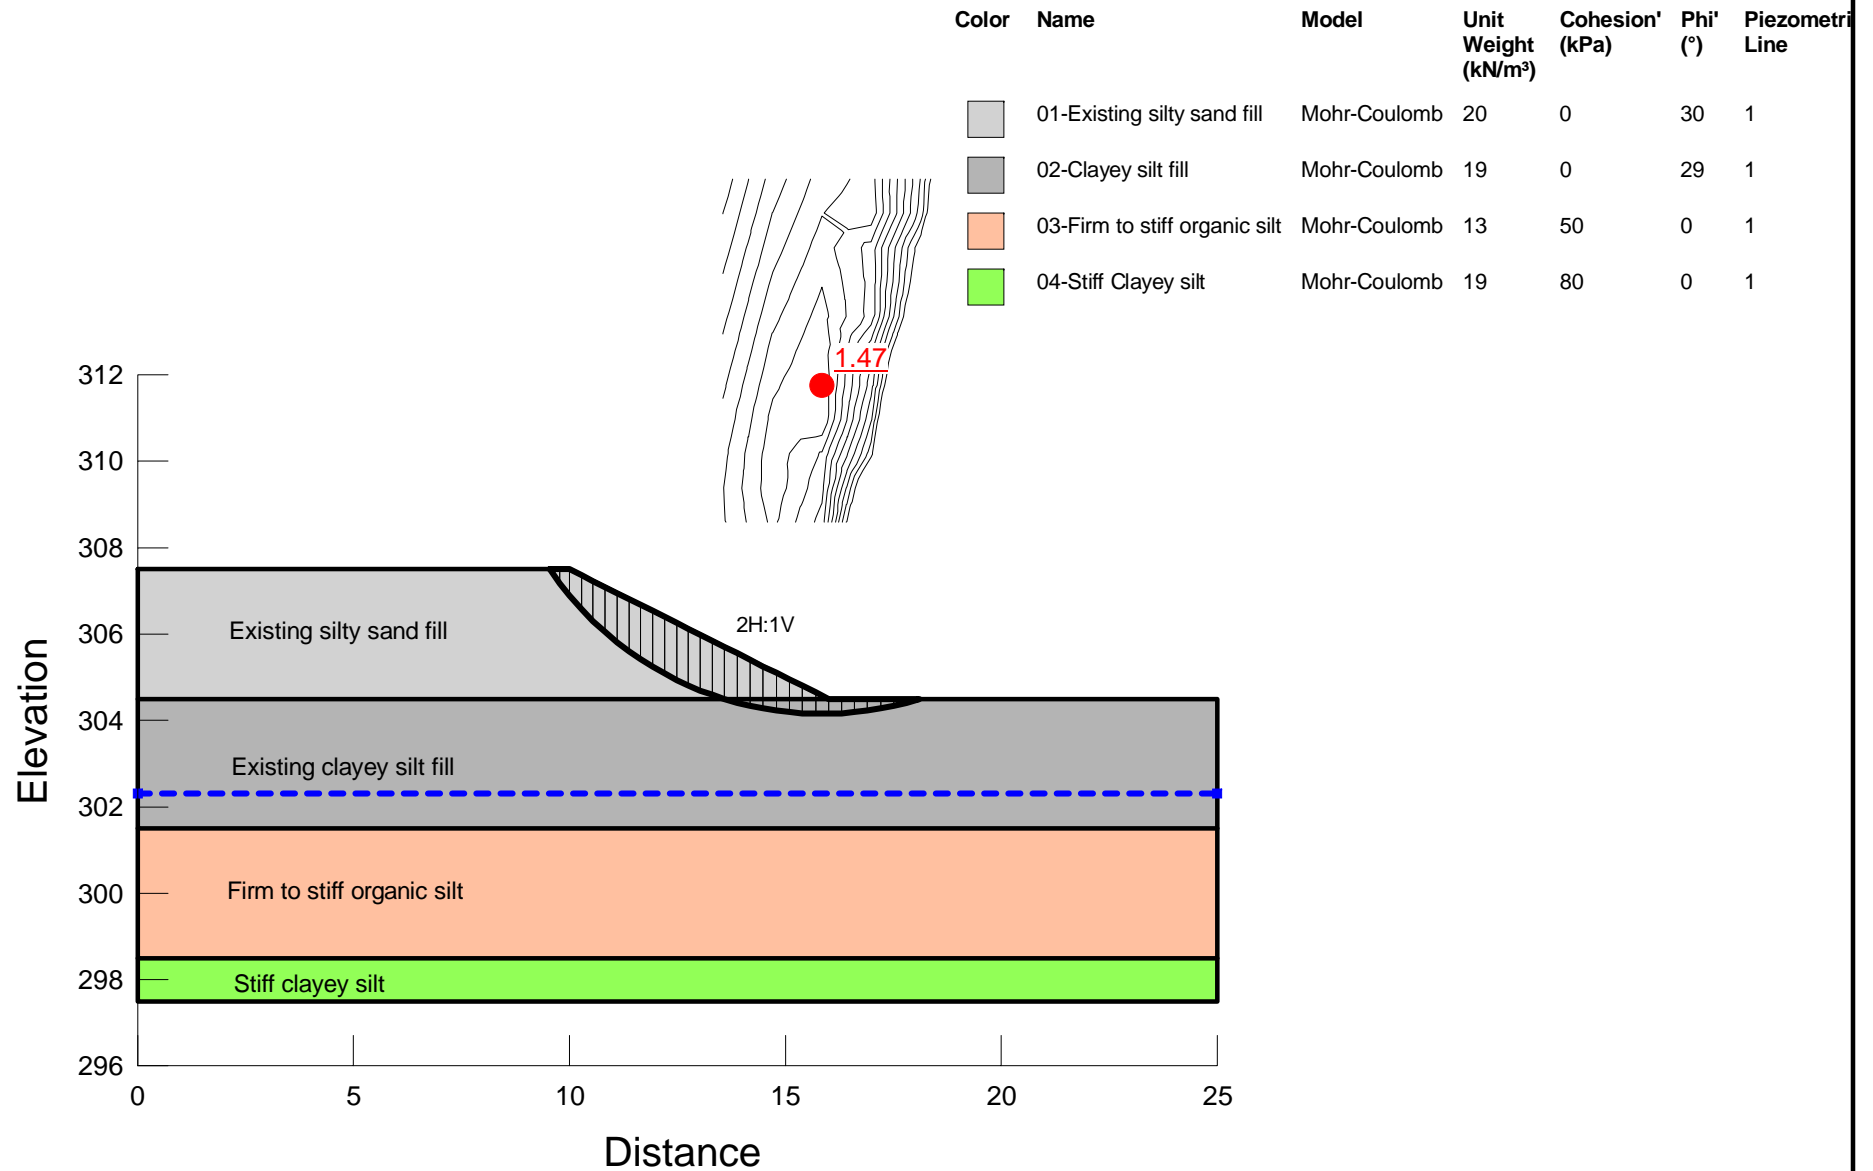 Color Name Model Unit Weight (kN/m³) Cohesion' (kPa) Phi' (°) Piezometri Line
01-Existing silty sand fill Mohr-Coulomb 20 0 30 1
02-Clayey silt fill Mohr-Coulomb 19 0 29 1
03-Firm to stiff organic silt Mohr-Coulomb 13 50 0 1
04-Stiff Clayey silt Mohr-Coulomb 19 80 0 1
1.47
312
310
308
306
304
302
300
298
296
Elevation
2H:1V
Existing silty sand fill
Existing clayey silt fill
Firm to stiff organic silt
Stiff clayey silt
0 5 10 15 20 25
Distance